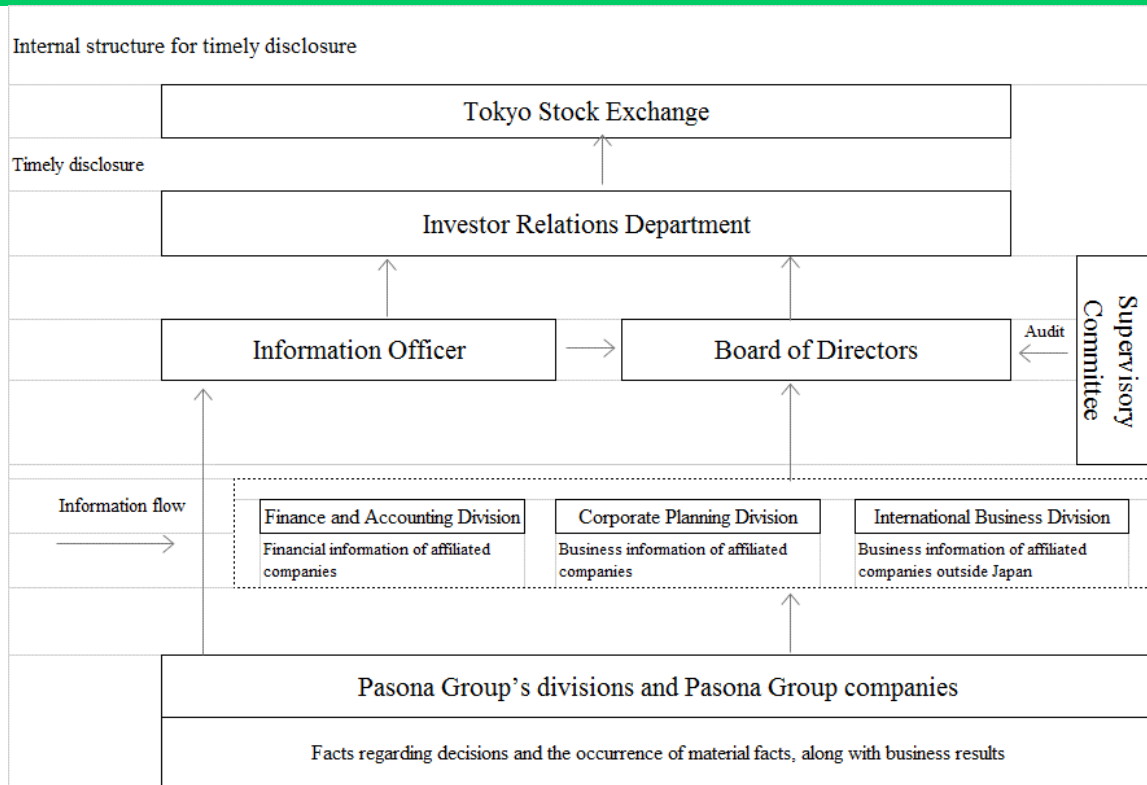 Internal structure for timely disclosure
Tokyo Stock Exchange
Timely disclosure
Investor Relations Department
Information Officer
Board of Directors
Audit
Supervisory
Committee
Information flow
Finance and Accounting Division
Financial information of affiliated
companies
Corporate Planning Division
Business information of affiliated
companies
International Business Division
Business information of affiliated
companies outside Japan
Pasona Group’s divisions and Pasona Group companies
Facts regarding decisions and the occurrence of material facts, along with business results